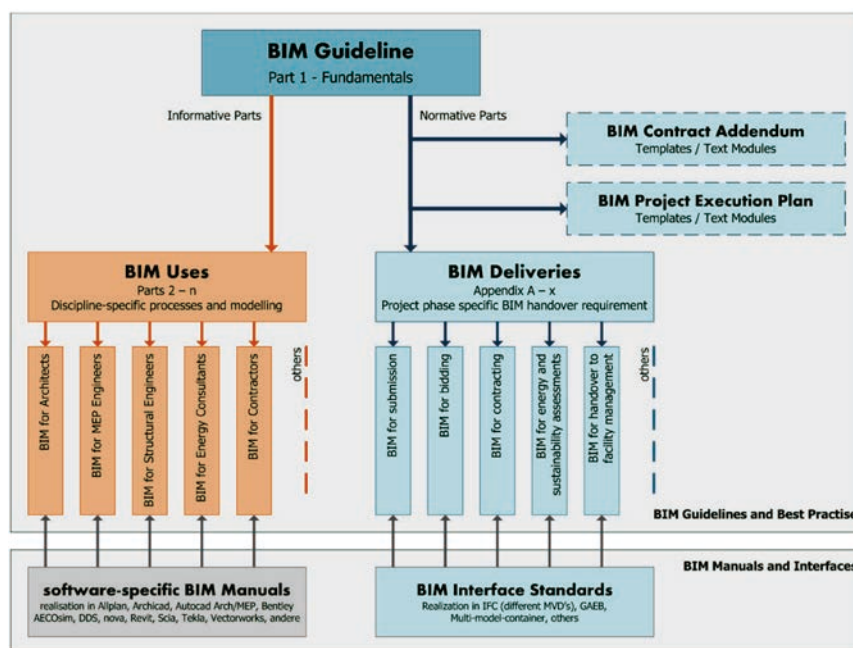 BIM Guideline
Part 1 - Fundamentals
Informative Parts
Normative Parts
BIM Contract Addendum
Templates / Text Modules
BIM Project Execution Plan
Templates / Text Modules
BIM Uses
Parts 2 – n
Discipline-specific processes and modelling
BIM Deliveries
Appendix A – x
Project phase specific BIM handover requirement
BIM for Architects
BIM for MEP Engineers
BIM for Structural Engineers
BIM for Energy Consultants
BIM for Contractors
others
BIM for submission
BIM for bidding
BIM for contracting
BIM for energy and
sustainability assessments
BIM for handover to
facility management
others
BIM Guidelines and Best Practise
BIM Manuals and Interfaces
software-specific BIM Manuals
realisation in Allplan, Archicad, Autocad Arch/MEP, Bentley
AECOsim, DDS, nova, Revit, Scia, Tekla, Vectorworks, andere
BIM Interface Standards
Realization in IFC (different MVD's), GAEB,
Multi-model-container, others